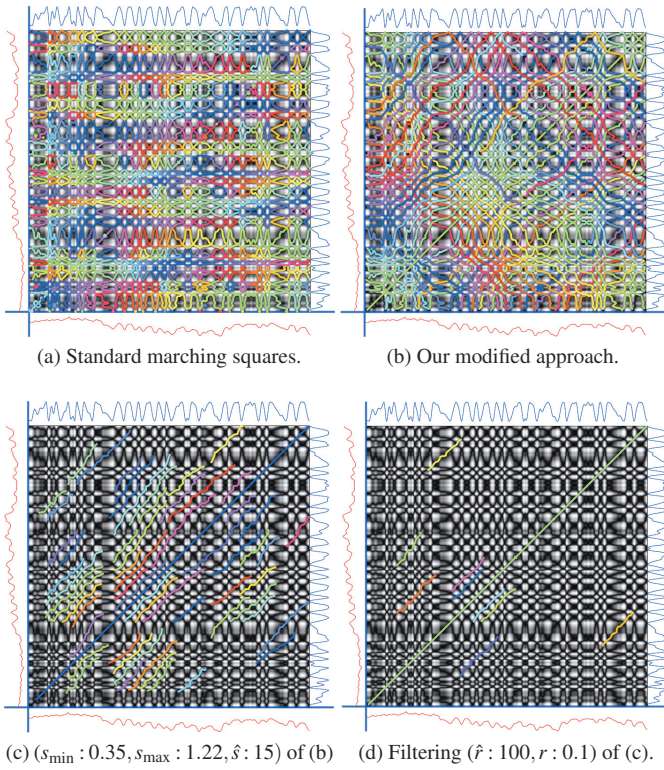 (a) Standard marching squares.
(b) Our modified approach.
(c) (s_min : 0.35, s_max : 1.22, ŝ : 15) of (b)
(d) Filtering (r̂ : 100, r : 0.1) of (c).